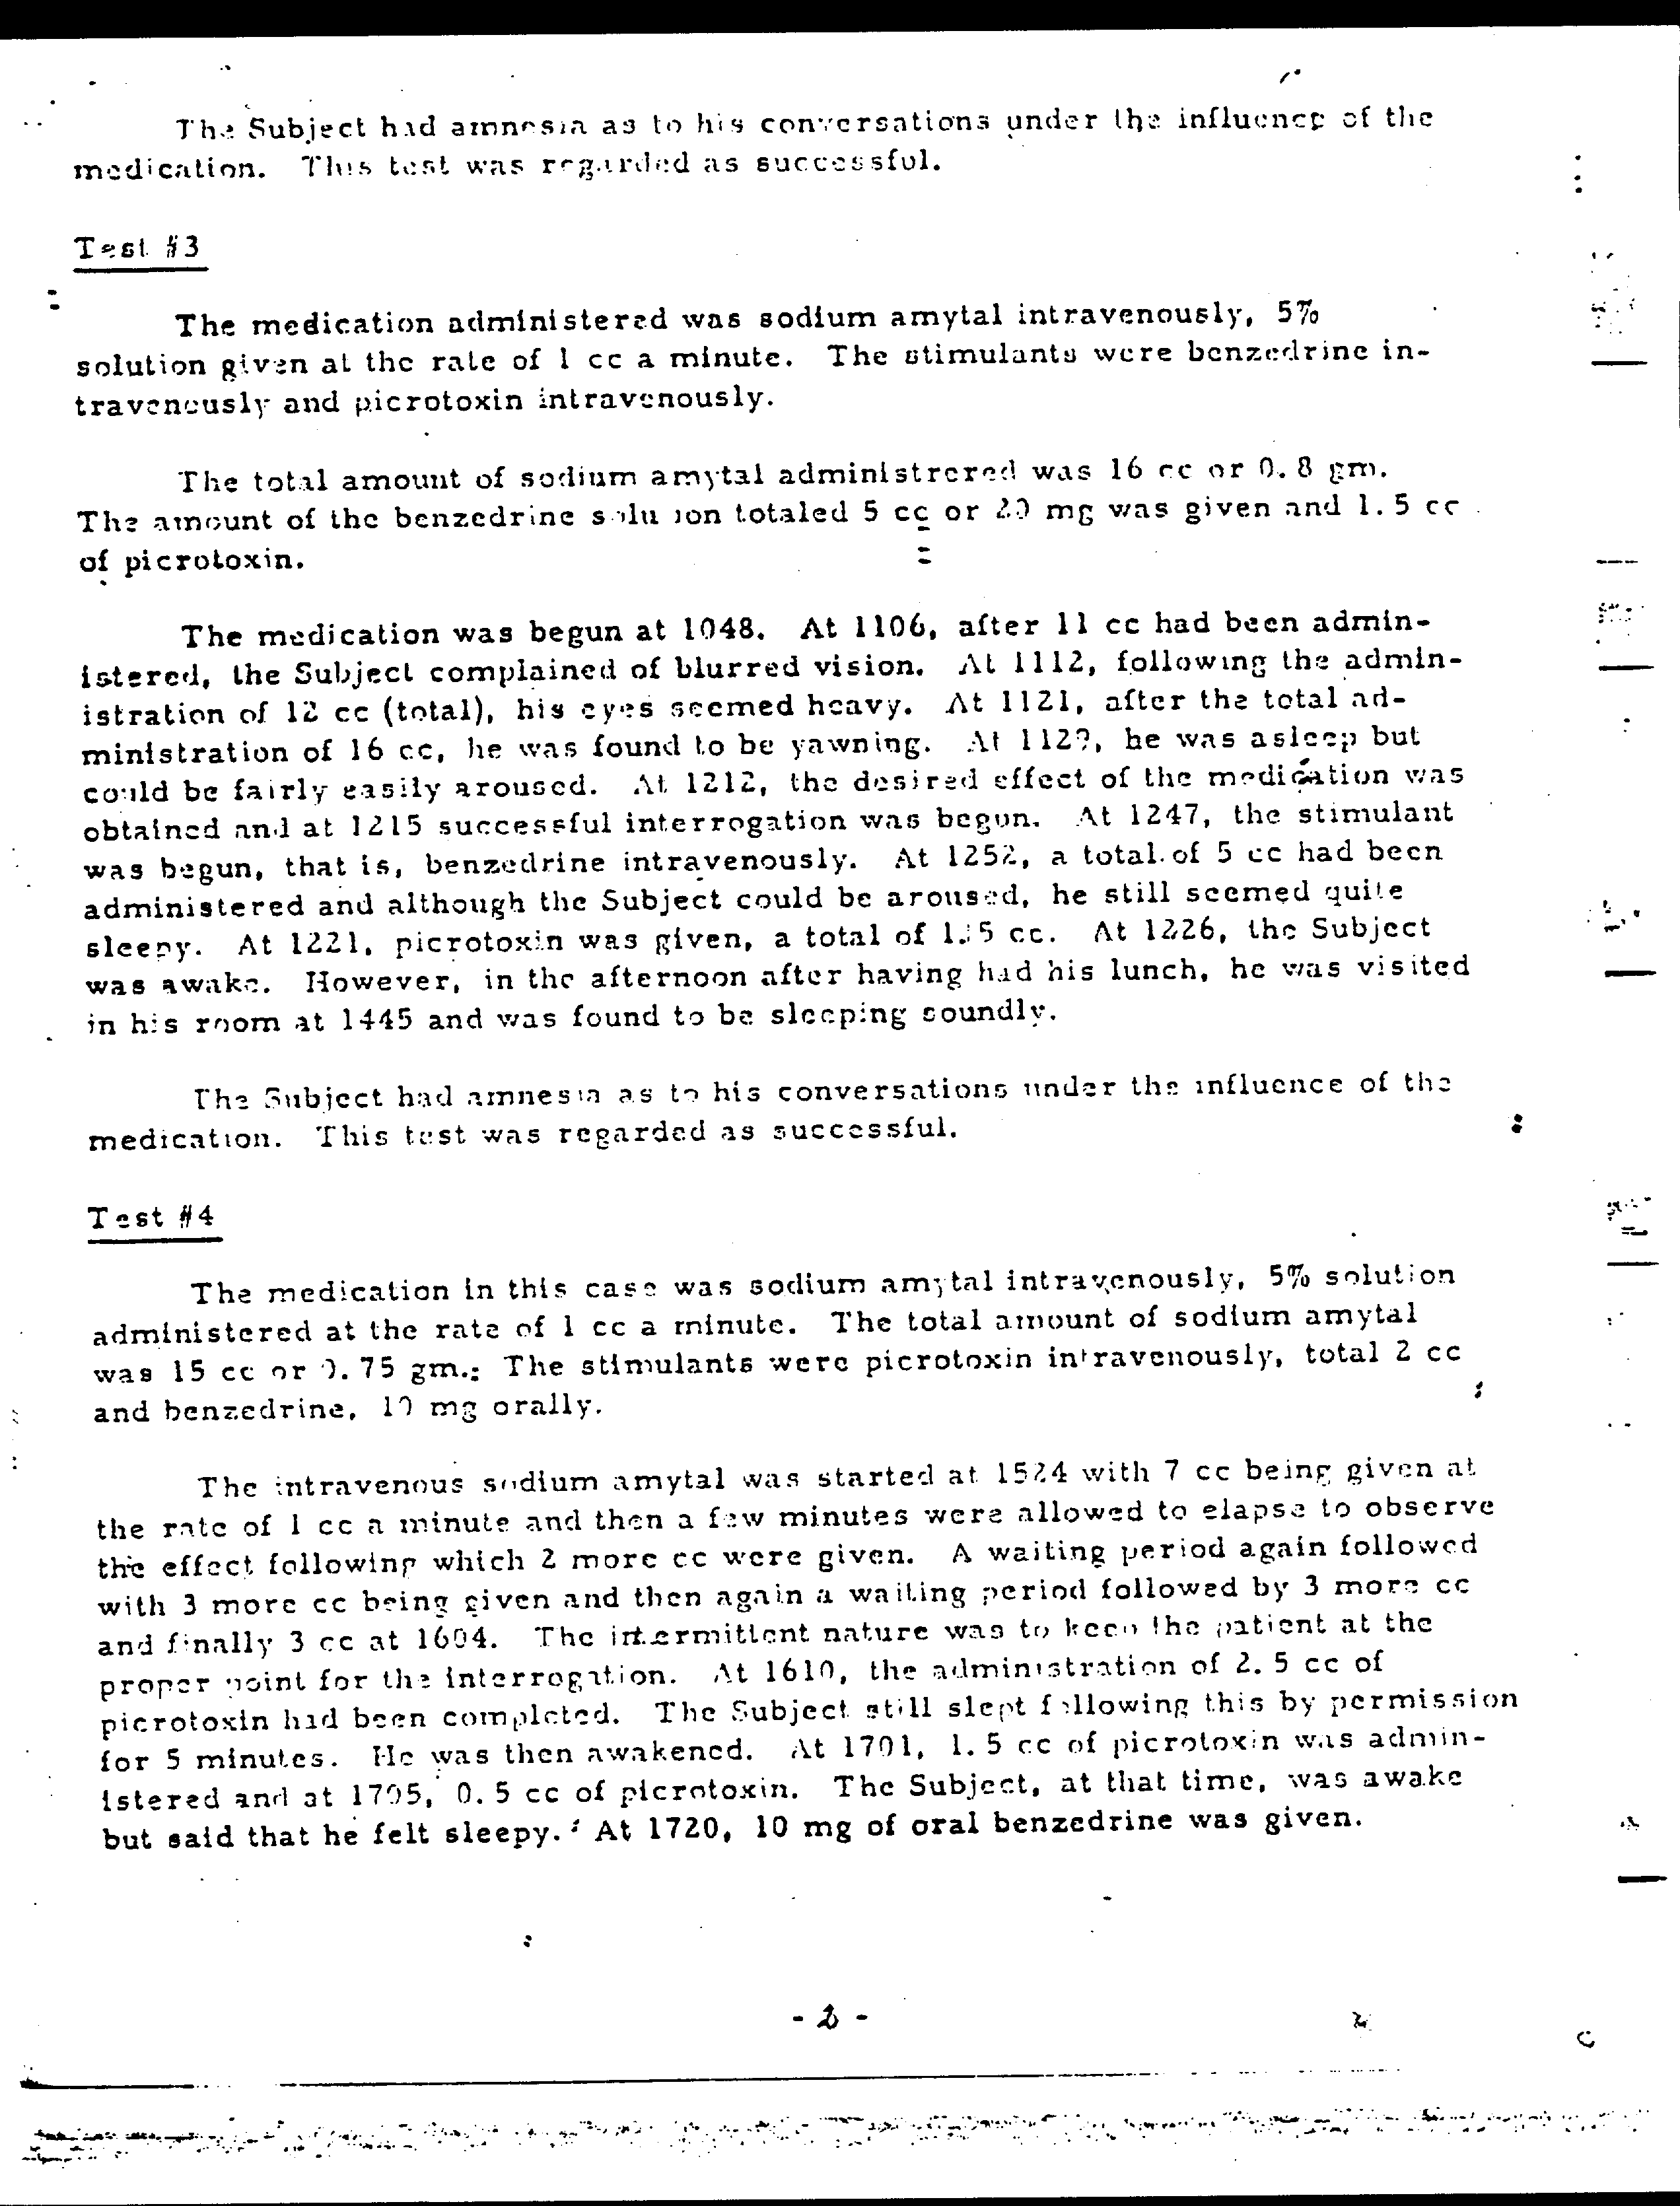 The Subject had amnesia as to his conversations under the influence of the
medication. This test was regarded as successful.
Test #3
The medication administered was sodium amytal intravenously, 5%
solution given at the rate of 1 cc a minute. The stimulants were benzedrine in-
travenously and picrotoxin intravenously.
The total amount of sodium amytal administrered was 16 cc or 0.8 gm.
The amount of the benzedrine solution totaled 5 cc or 20 mg was given and 1.5 cc
of picrotoxin.
The medication was begun at 1048. At 1106, after 11 cc had been admin-
istered, the Subject complained of blurred vision. At 1112, following the admin-
istration of 12 cc (total), his eyes seemed heavy. At 1121, after the total ad-
ministration of 16 cc, he was found to be yawning. At he was asleep but
could be fairly easily aroused. At 1212, the desired effect of the medication was
obtained and at 1215 successful interrogation was begun. At 1247, the stimulant
was begun, that is, benzedrine intravenously. At 1252, a total of 5 cc had been
administered and although the Subject could be aroused, he still seemed quite
sleepy. At 1221, picrotoxin was given, a total of 1.5 cc. At 1226, the Subject
was awake. However, in the afternoon after having had his lunch, he was visited
in his room at 1445 and was found to be sleeping soundly.
The Subject had amnesia as to his conversations under the influence of the
medication. This test was regarded as successful.
Test #4
The medication in this case was sodium amytal intravenously, 5% solution
administered at the rate of 1 cc a minute. The total amount of sodium amytal
was 15 cc or 0.75 gm. The stimulants were picrotoxin intravenously, total 2 cc
and benzedrine, 10 mg orally.
The intravenous sodium amytal was started at 1524 with 7 cc being given at
the rate of 1 cc a minute and then a few minutes were allowed to elapse to observe
the effect following which 2 more cc were given. A waiting period again followed
with 3 more cc being given and then again a waiting period followed by 3 more cc
and finally 3 cc at 1604. The intermittent nature was to keep the patient at the
proper point for the interrogation. At 1610, the administration of 2.5 cc of
picrotoxin had been completed. The Subject still slept following this by permission
for 5 minutes. He was then awakened. At 1701, 1.5 cc of picrotoxin was admin-
istered and at 1705, 0.5 cc of picrotoxin. The Subject, at that time, was awake
but said that he felt sleepy. At 1720, 10 mg of oral benzedrine was given.